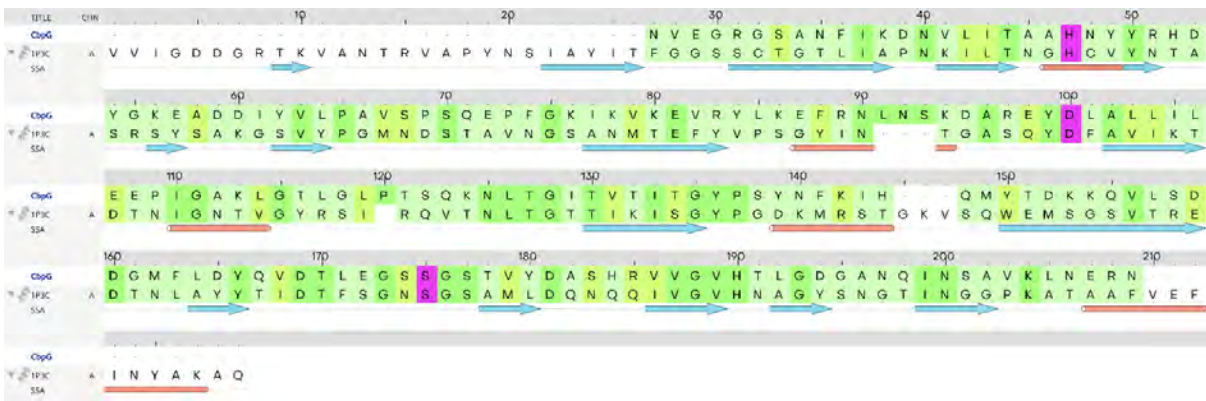 TITLE CHN 10 20 30 40 50
CbpG N V E G R G S A N F I K D N V L I T A A H N Y Y R H D
1P3C A V V I G D D G R T K V A N T R V A P Y N S I A Y I T F G G S S C T G T L I A P N K I L T N G H C V Y N T A
SSA
60 70 80 90 100
CbpG Y G K E A D D I Y V L P A V S P S Q E P F G K I K V K E V R Y L K E F R N L N S K D A R E Y D L A L L I L
1P3C A S R S Y S A K G S V Y P G M N D S T A V N G S A N M T E F Y V P S G Y I N T G A S Q Y D F A V I K T
SSA
110 120 130 140 150
CbpG E E P I G A K L G T L G L P T S Q K N L T G I T V T I T G Y P S Y N F K I H Q M Y T D K K Q V L S D
1P3C A D T N I G N T V G Y R S I R Q V T N L T G T T I K I S G Y P G D K M R S T G K V S Q W E M S G S V T R E
SSA
160 170 180 190 200 210
CbpG D G M F L D Y Q V D T L E G S S G S T V Y D A S H R V V G V H T L G D G A N Q I N S A V K L N E R N
1P3C A D T N L A Y Y T I D T F S G N S G S A M L D Q N Q Q I V G V H N A G Y S N G T I N G G P K A T A A F V E F
SSA
CbpG
1P3C A I N Y A K A Q
SSA